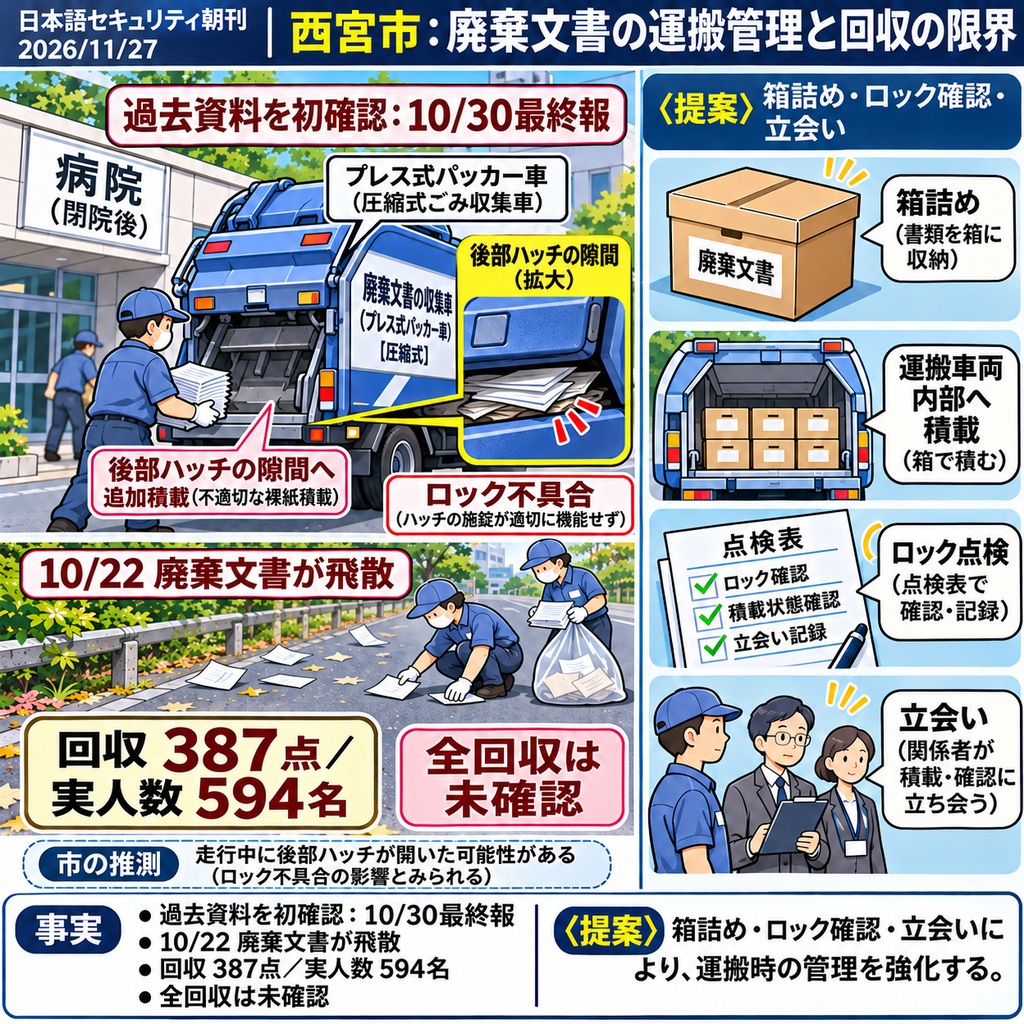 日本語セキュリティ朝刊
2026/11/27
西宮市:廃棄文書の運搬管理と回収の限界
過去資料を初確認:10/30最終報
病院
(閉院後)
プレス式パッカー車
(圧縮式ごみ収集車)
後部ハッチの隙間
(拡大)
廃棄文書の収集車
(プレス式パッカー車)
【圧縮式】
後部ハッチの隙間へ
追加積載(不適切な裸紙積載)
ロック不具合
(ハッチの施錠が適切に機能せず)
10/22 廃棄文書が飛散
回収 387点/
実人数 594名
全回収は
未確認
市の推測
走行中に後部ハッチが開いた可能性がある
(ロック不具合の影響とみられる)
〈提案〉
箱詰め・ロック確認・
立会い
廃棄文書
箱詰め
(書類を箱に
収納)
運搬車両
内部へ
積載
(箱で積む)
点検表
ロック確認
積載状態確認
立会い記録
ロック点検
(点検表で
確認・記録)
立会い
(関係者が
積載・確認に
立ち会う)
事実
• 過去資料を初確認:10/30最終報
• 10/22 廃棄文書が飛散
• 回収 387点/実人数 594名
• 全回収は未確認
〈提案〉 箱詰め・ロック確認・立会いに
より、運搬時の管理を強化する。